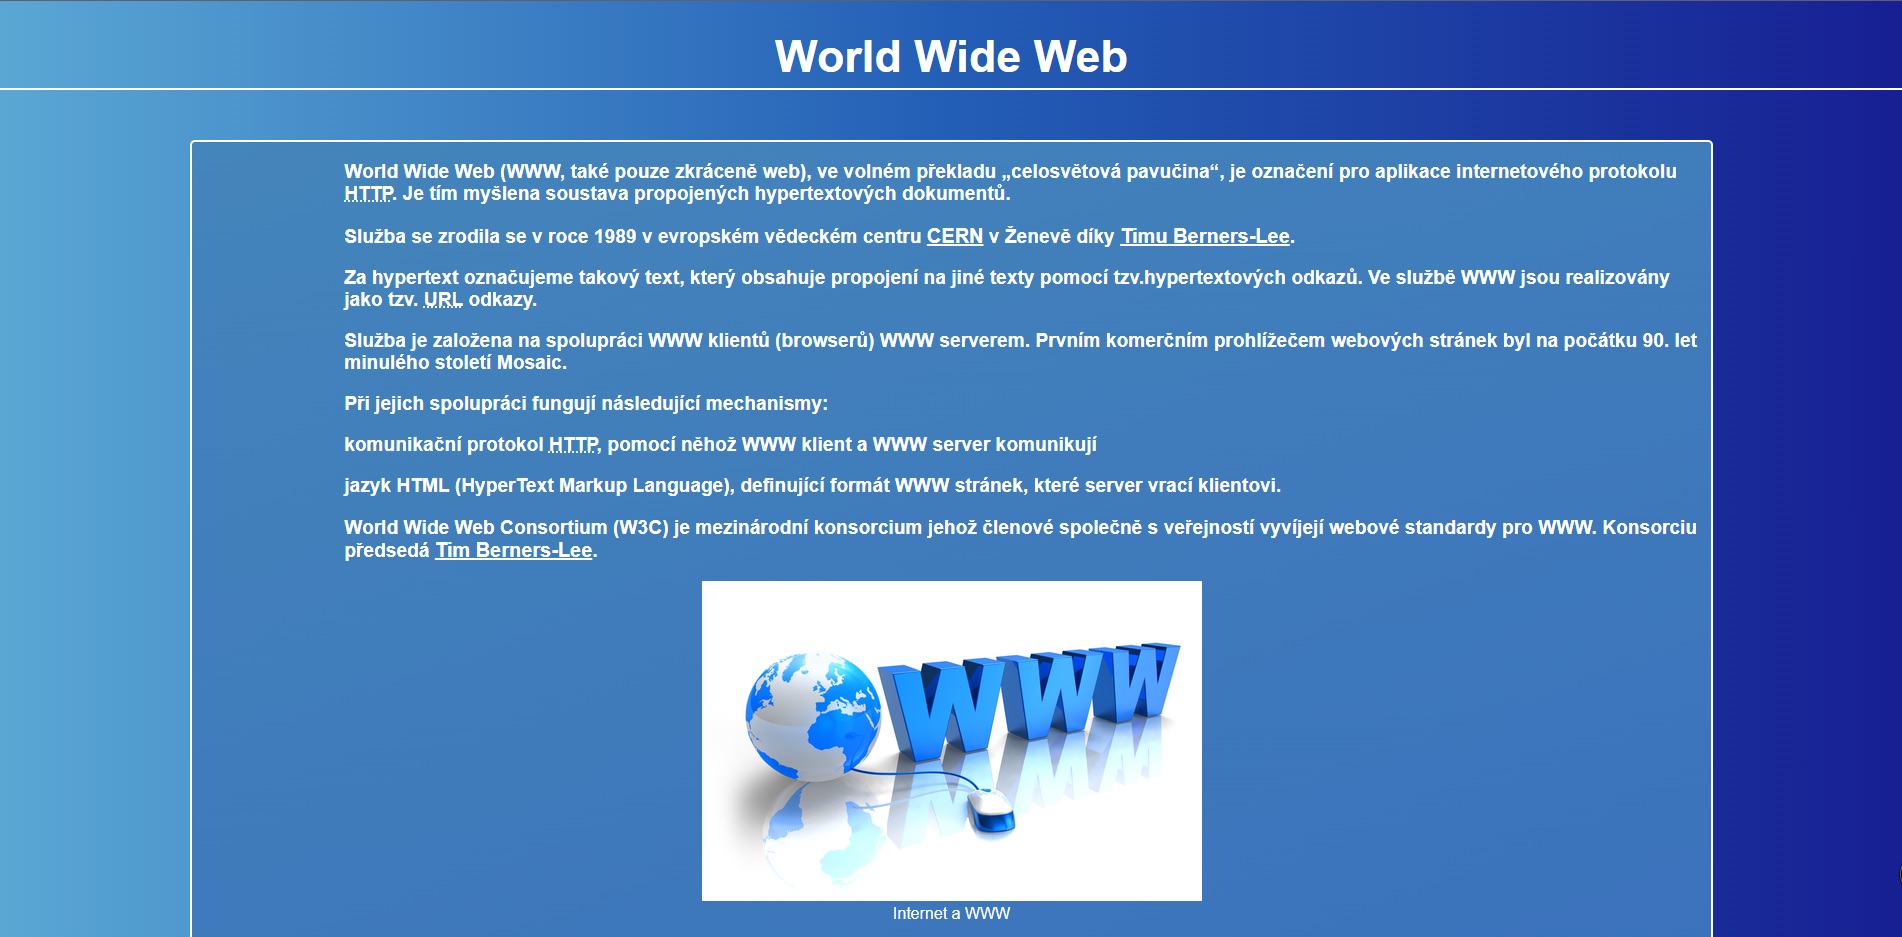 World Wide Web
World Wide Web (WWW, také pouze zkráceně web), ve volném překladu „celosvětová pavučina“, je označení pro aplikace internetového protokolu
HTTP. Je tím myšlena soustava propojených hypertextových dokumentů.
Služba se zrodila se v roce 1989 v evropském vědeckém centru CERN v Ženevě díky Timu Berners-Lee.
Za hypertext označujeme takový text, který obsahuje propojení na jiné texty pomocí tzv.hypertextových odkazů. Ve službě WWW jsou realizovány
jako tzv. URL odkazy.
Služba je založena na spolupráci WWW klientů (browserů) WWW serverem. Prvním komerčním prohlížečem webových stránek byl na počátku 90. let
minulého století Mosaic.
Při jejich spolupráci fungují následující mechanismy:
komunikační protokol HTTP, pomocí něhož WWW klient a WWW server komunikují
jazyk HTML (HyperText Markup Language), definující formát WWW stránek, které server vrací klientovi.
World Wide Web Consortium (W3C) je mezinárodní konsorcium jehož členové společně s veřejností vyvíjejí webové standardy pro WWW. Konsorciu
předsedá Tim Berners-Lee.
WWW
Internet a WWW